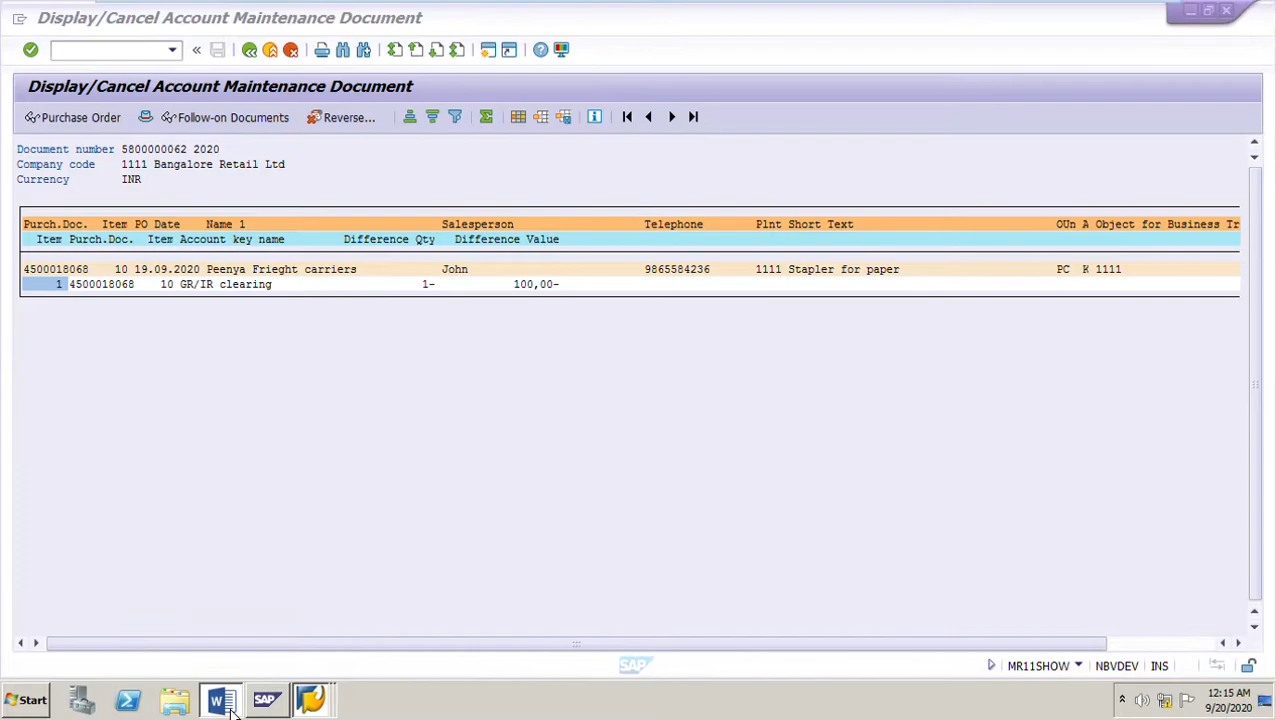 Display/Cancel Account Maintenance Document
Display/Cancel Account Maintenance Document
Purchase Order Follow-on Documents Reverse...
Document number 5800000062 2020
Company code 1111 Bangalore Retail Ltd
Currency INR
Purch.Doc. Item PO Date Name 1 Salesperson Telephone Plnt Short Text OUn A Object for Business Tr
Item Purch.Doc. Item Account key name Difference Qty Difference Value
4500018068 10 19.09.2020 Peenya Frieght carriers John 9865584236 1111 Stapler for paper PC K 1111
1 4500018068 10 GR/IR clearing 1- 100,00-
SAP
MR11SHOW NBVDEV INS
Start W SAP 12:15 AM
9/20/2020